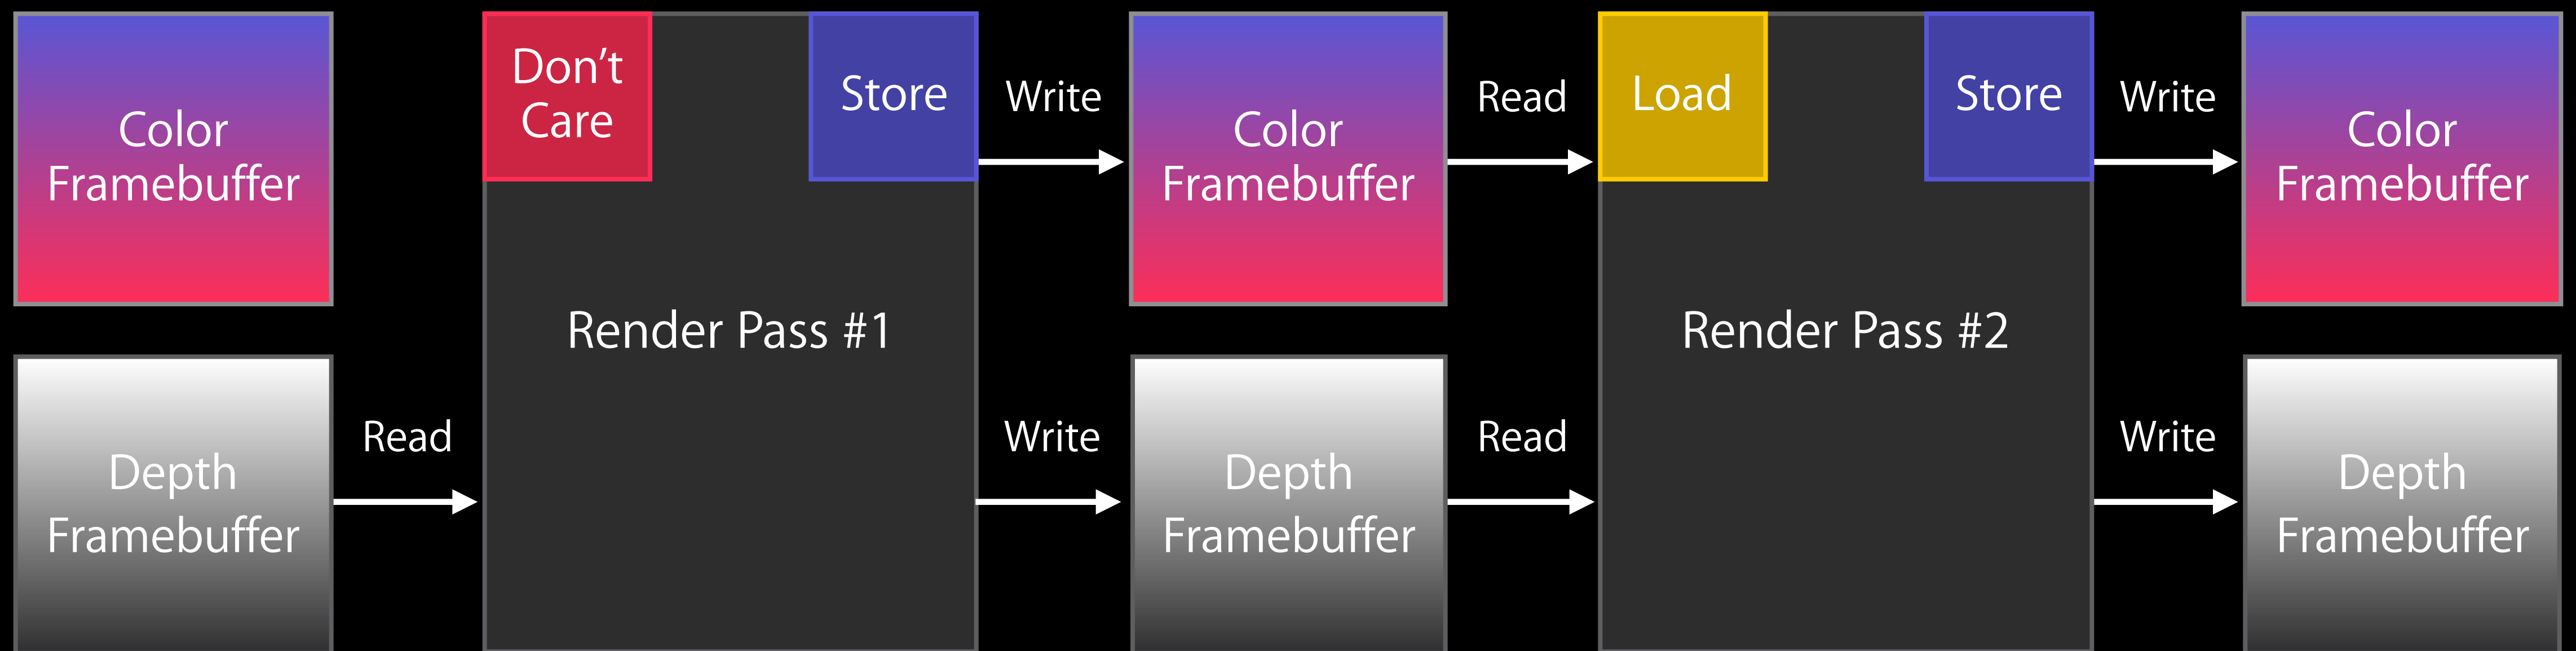 Color
Framebuffer
Depth
Framebuffer
Read
Don’t
Care
Store
Render Pass #1
Write
Write
Color
Framebuffer
Depth
Framebuffer
Read
Read
Load
Store
Render Pass #2
Write
Write
Color
Framebuffer
Depth
Framebuffer